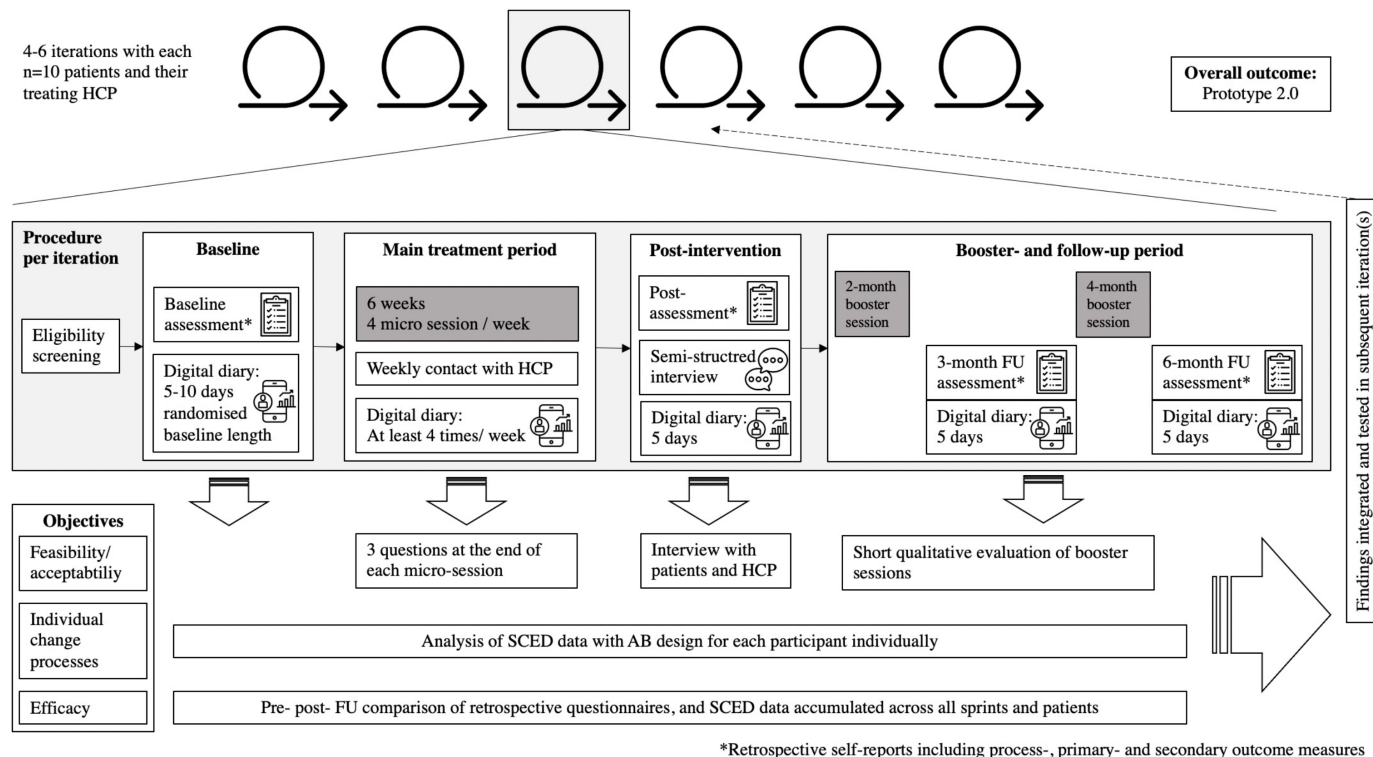 4-6 iterations with each
n=10 patients and their
treating HCP
Overall outcome:
Prototype 2.0
Procedure
per iteration
Eligibility
screening
Baseline
Baseline
assessment*
Digital diary:
5-10 days
randomised
baseline length
Main treatment period
6 weeks
4 micro session / week
Weekly contact with HCP
Digital diary:
At least 4 times/ week
Post-intervention
Post-
assessment*
Semi-structred
interview
Digital diary:
5 days
Booster- and follow-up period
2-month
booster
session
4-month
booster
session
3-month FU
assessment*
Digital diary:
5 days
6-month FU
assessment*
Digital diary:
5 days
Findings integrated and tested in subsequent iteration(s)
Objectives
Feasibility/
acceptabtiliy
Individual
change
processes
Efficacy
3 questions at the end of
each micro-session
Interview with
patients and HCP
Short qualitative evaluation of booster
sessions
Analysis of SCED data with AB design for each participant individually
Pre- post- FU comparison of retrospective questionnaires, and SCED data accumulated across all sprints and patients
*Retrospective self-reports including process-, primary- and secondary outcome measures